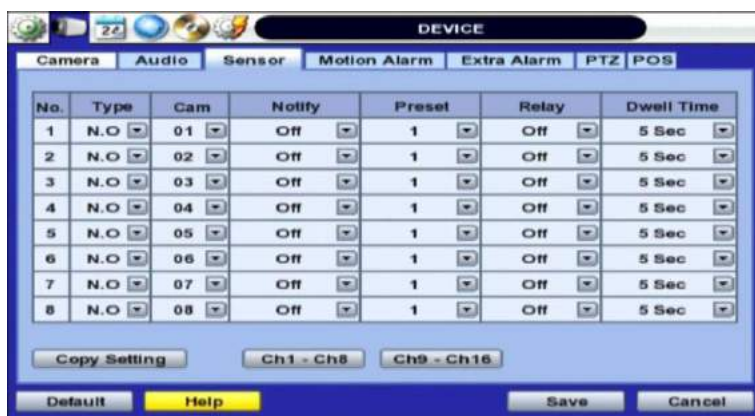 24
DEVICE
Camera Audio Sensor Motion Alarm Extra Alarm PTZ POS
No. Type Cam Notify Preset Relay Dwell Time
1 N.O 01 Off 1 Off 5 Sec
2 N.O 02 Off 1 Off 5 Sec
3 N.O 03 Off 1 Off 5 Sec
4 N.O 04 Off 1 Off 5 Sec
5 N.O 05 Off 1 Off 5 Sec
6 N.O 06 Off 1 Off 5 Sec
7 N.O 07 Off 1 Off 5 Sec
8 N.O 08 Off 1 Off 5 Sec
Copy Setting Ch1 - Ch8 Ch9 - Ch16
Default Help Save Cancel